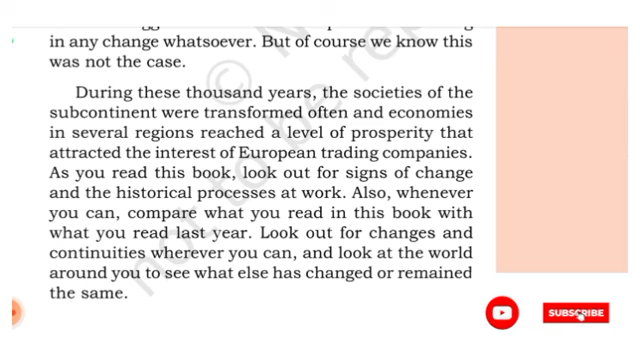 in any change whatsoever. But of course we know this
was not the case.
During these thousand years, the societies of the
subcontinent were transformed often and economies
in several regions reached a level of prosperity that
attracted the interest of European trading companies.
As you read this book, look out for signs of change
and the historical processes at work. Also, whenever
you can, compare what you read in this book with
what you read last year. Look out for changes and
continuities wherever you can, and look at the world
around you to see what else has changed or remained
the same.
© N
not to be rep
SUBSCRIBE